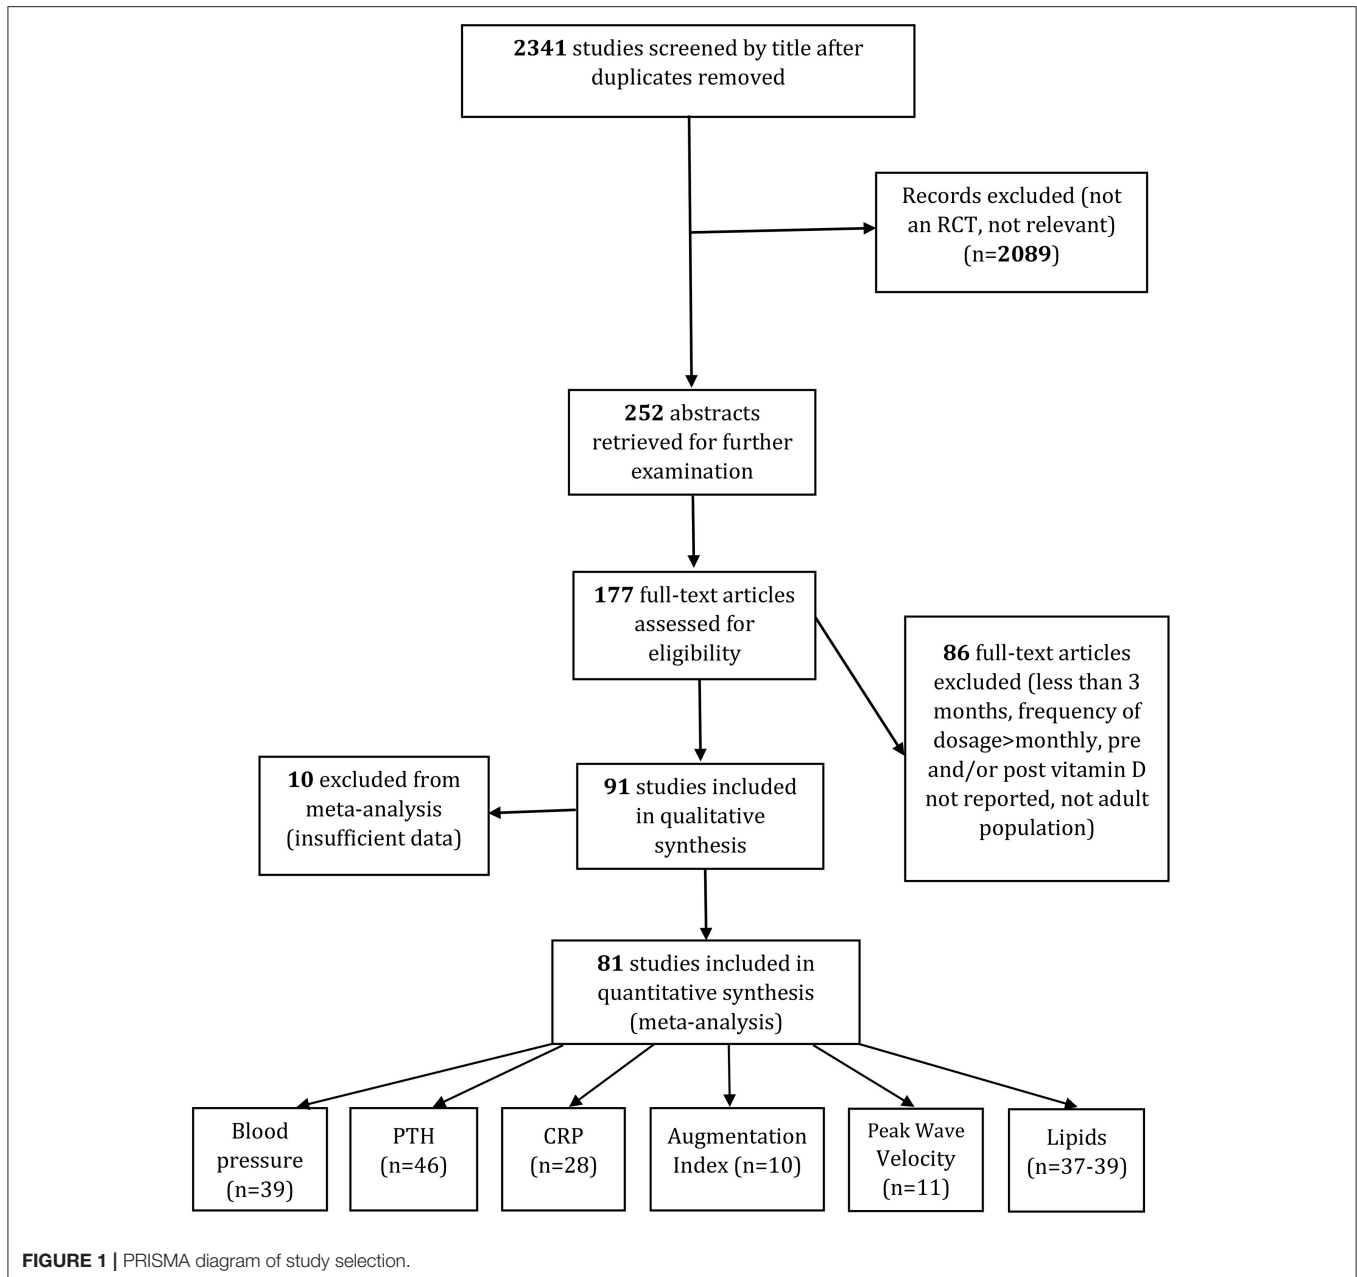 2341 studies screened by title after
duplicates removed
Records excluded (not
an RCT, not relevant)
(n=2089)
252 abstracts
retrieved for further
examination
177 full-text articles
assessed for
eligibility
86 full-text articles
excluded (less than 3
months, frequency of
dosage>monthly, pre
and/or post vitamin D
not reported, not adult
population)
10 excluded from
meta-analysis
(insufficient data)
91 studies included
in qualitative
synthesis
81 studies included in
quantitative synthesis
(meta-analysis)
Blood
pressure
(n=39)
PTH
(n=46)
CRP
(n=28)
Augmentation
Index (n=10)
Peak Wave
Velocity
(n=11)
Lipids
(n=37-39)
FIGURE 1 | PRISMA diagram of study selection.